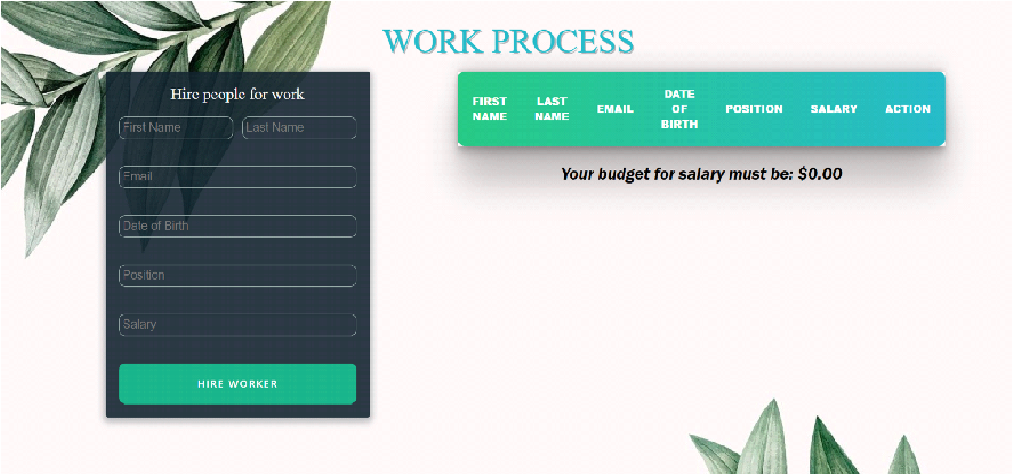 WORK PROCESS
Hire people for work
First Name Last Name
Email
Date of Birth
Position
Salary
HIRE WORKER
FIRST NAME
LAST NAME
EMAIL
DATE OF BIRTH
POSITION
SALARY
ACTION
Your budget for salary must be: $0.00